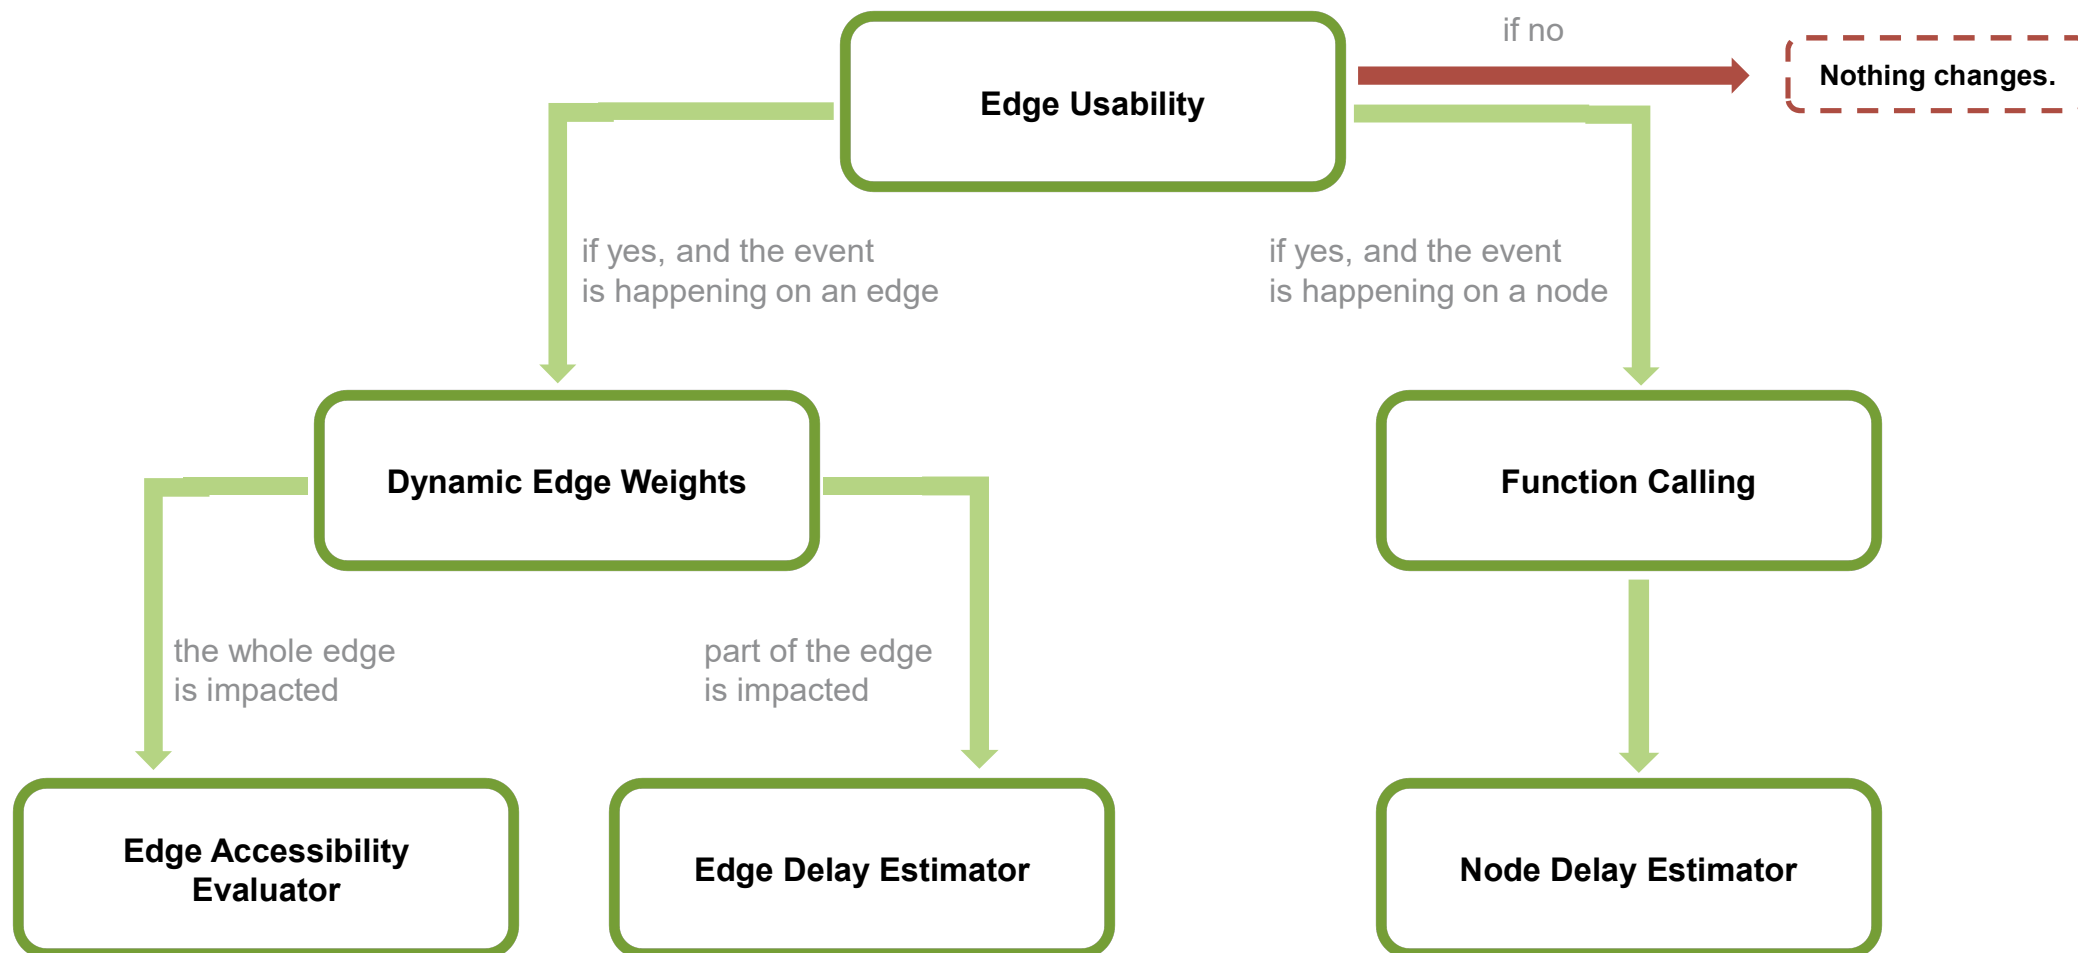 if no
Edge Usability
Nothing changes.
if yes, and the event
is happening on an edge
if yes, and the event
is happening on a node
Dynamic Edge Weights
Function Calling
the whole edge
is impacted
part of the edge
is impacted
Edge Accessibility
Evaluator
Edge Delay Estimator
Node Delay Estimator